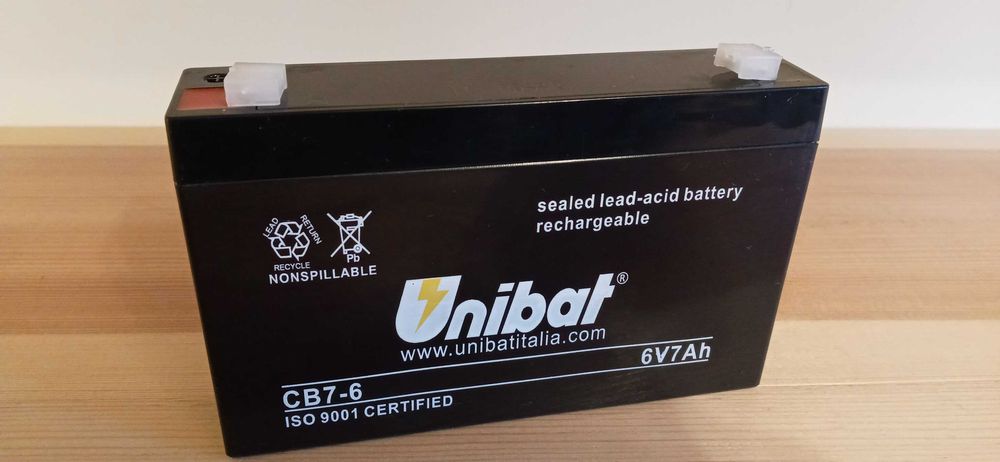 sealed lead-acid battery
rechargeable
LEAD
RETURN
RECYCLE
Pb
NONSPILLABLE
Unibat®
www.unibatitalia.com
CB7-6
6V7Ah
ISO 9001 CERTIFIED